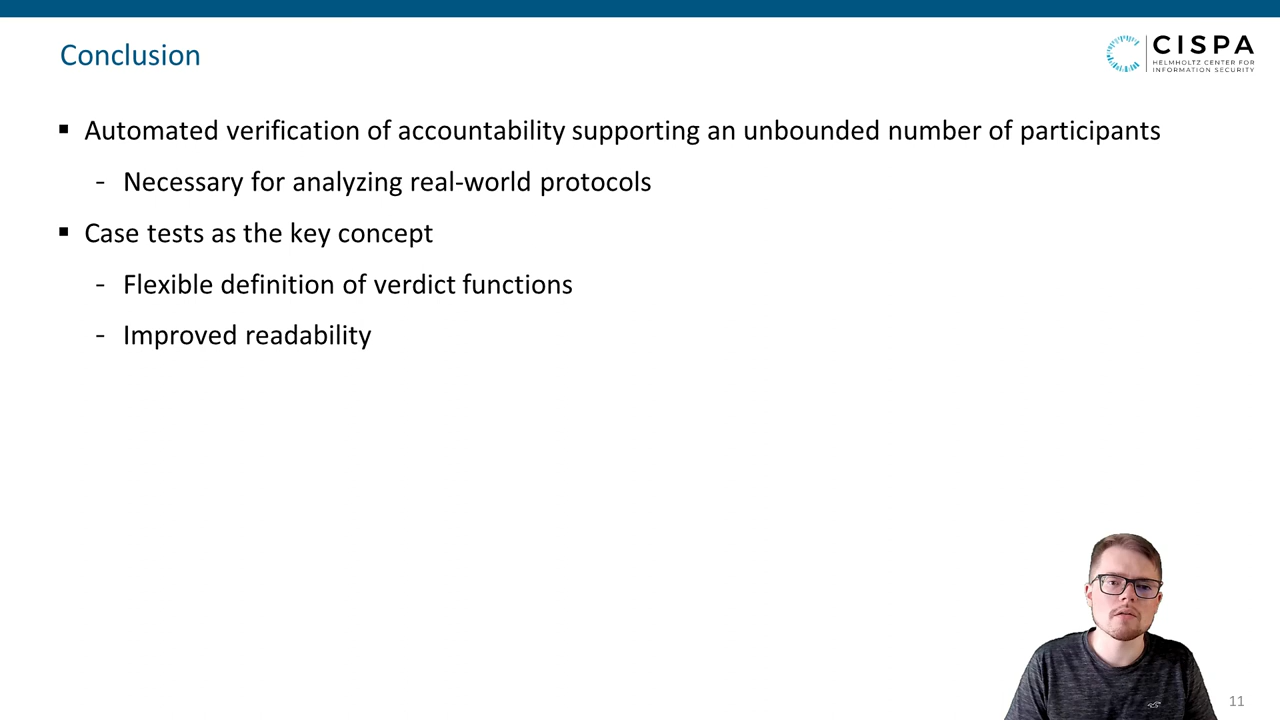 Conclusion
CISPA
HELMHOLTZ CENTER FOR
INFORMATION SECURITY
▪ Automated verification of accountability supporting an unbounded number of participants
- Necessary for analyzing real-world protocols
▪ Case tests as the key concept
- Flexible definition of verdict functions
- Improved readability
11